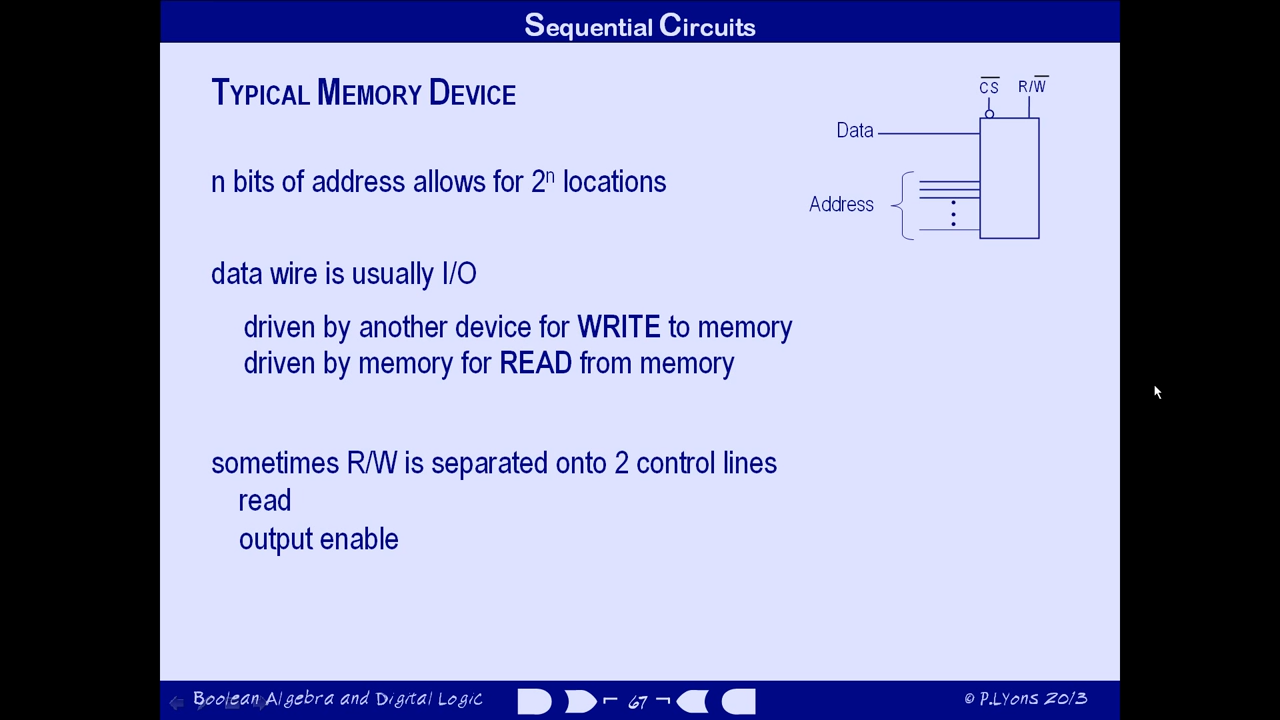 Sequential Circuits
TYPICAL MEMORY DEVICE
C̅S̅ R/W̅
Data
Address
n bits of address allows for 2ⁿ locations
data wire is usually I/O
driven by another device for WRITE to memory
driven by memory for READ from memory
sometimes R/W is separated onto 2 control lines
read
output enable
Boolean Algebra and Digital Logic
67
© P.Lyons 2013